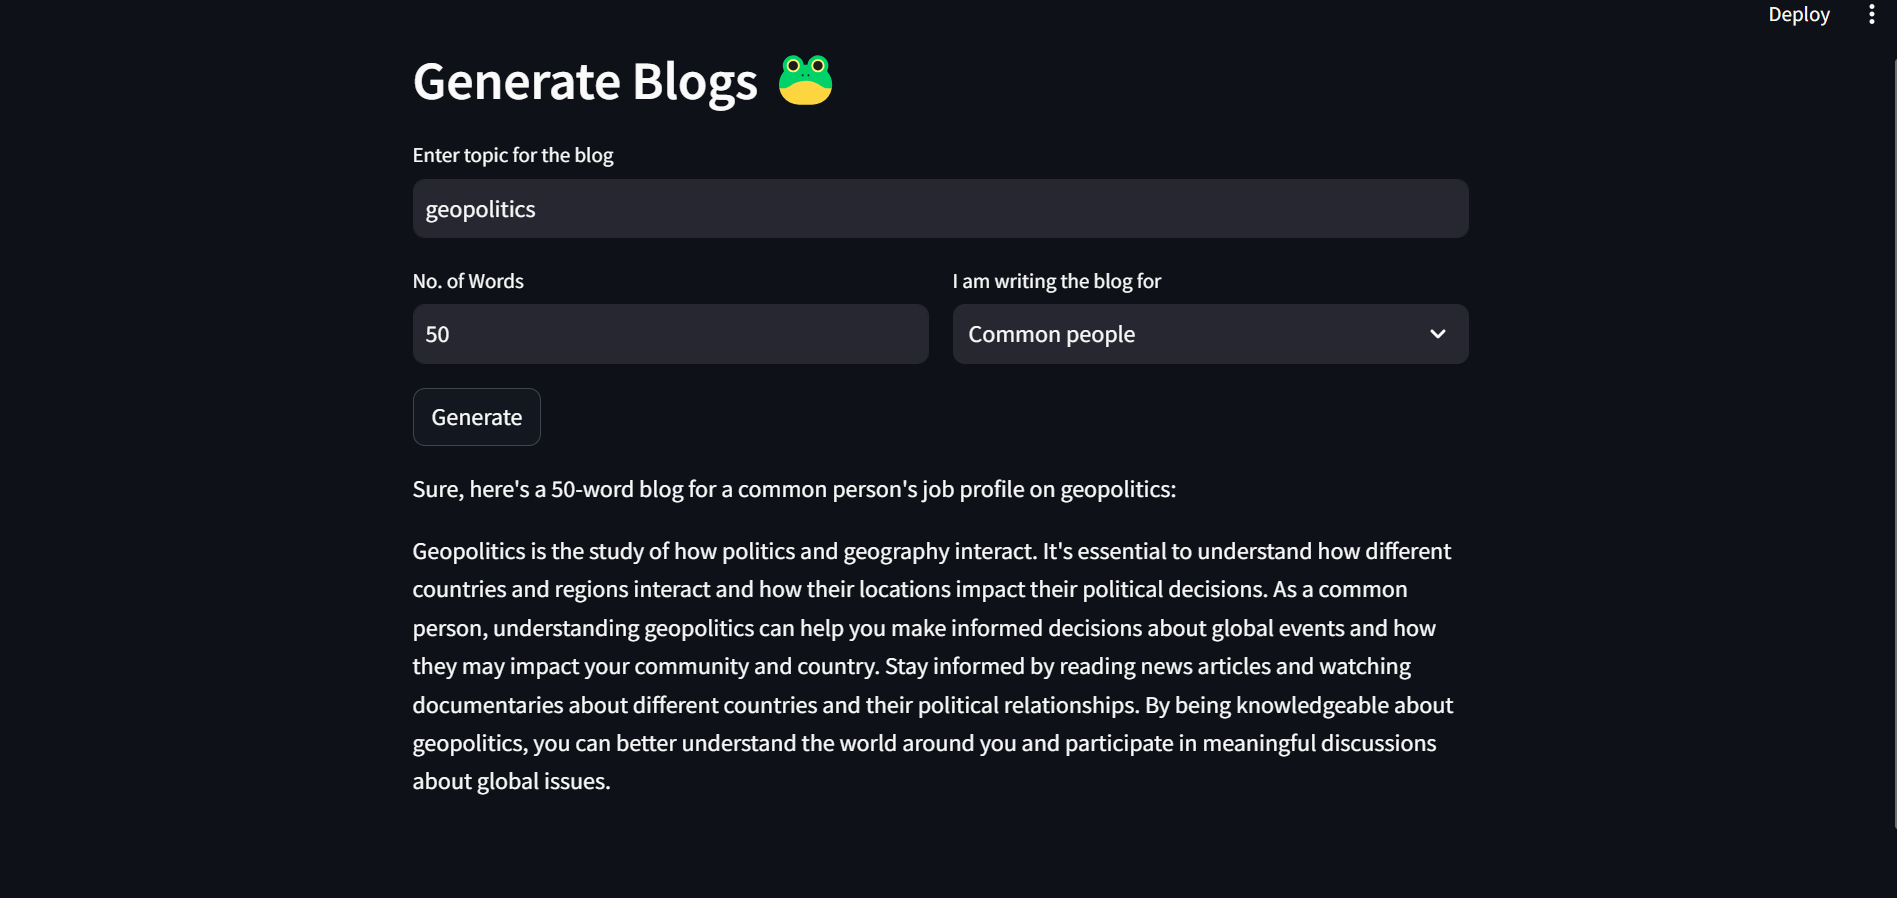 Deploy
Generate Blogs
Enter topic for the blog
geopolitics
No. of Words
I am writing the blog for
50
Common people
Generate
Sure, here's a 50-word blog for a common person's job profile on geopolitics:
Geopolitics is the study of how politics and geography interact. It's essential to understand how different
countries and regions interact and how their locations impact their political decisions. As a common
person, understanding geopolitics can help you make informed decisions about global events and how
they may impact your community and country. Stay informed by reading news articles and watching
documentaries about different countries and their political relationships. By being knowledgeable about
geopolitics, you can better understand the world around you and participate in meaningful discussions
about global issues.